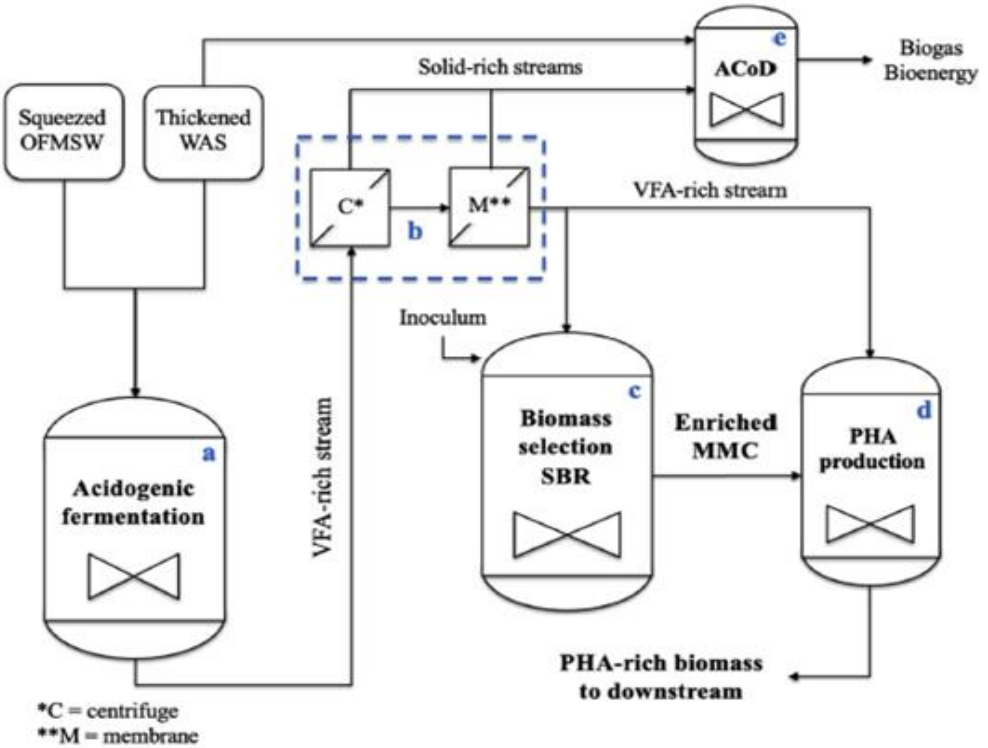 e
ACoD
Biogas
Bioenergy
Solid-rich streams
Squeezed
OFMSW
Thickened
WAS
C*
M**
b
VFA-rich stream
Inoculum
c
Biomass
selection
SBR
Enriched
MMC
d
PHA
production
a
Acidogenic
fermentation
VFA-rich stream
PHA-rich biomass
to downstream
*C = centrifuge
**M = membrane